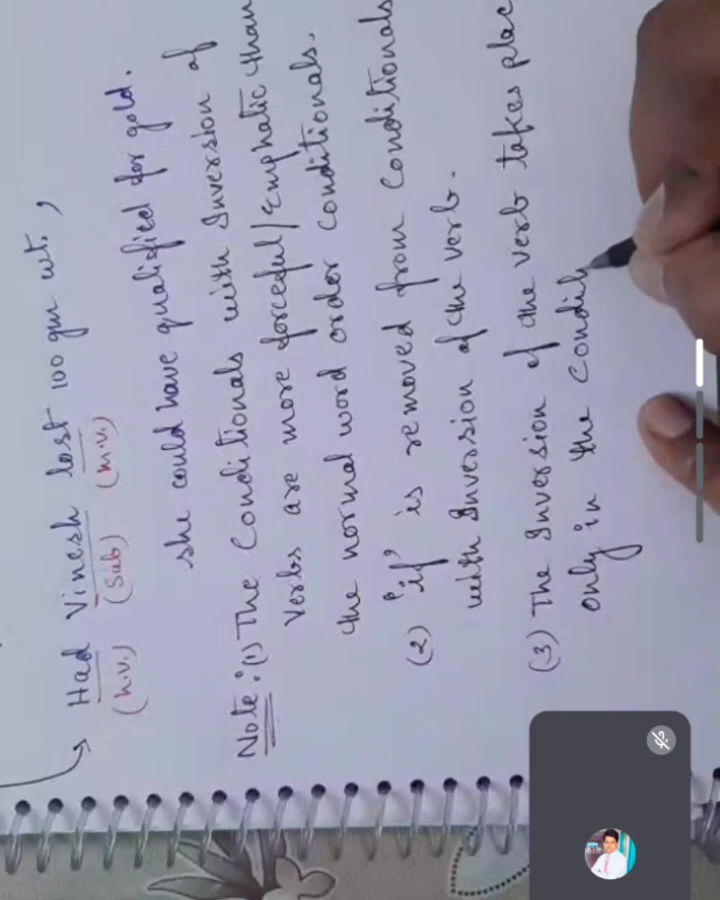 Had Vinesh lost 100 gm wt.,
(h.v.) (Sub) (m.v.)
she could have qualified for gold.
Note:(1) The Conditionals with Inversion of
Verbs are more forceful/Emphatic than
the normal word order conditionals.
(2) 'if' is removed from Conditionals
with Inversion of the verb.
(3) The Inversion of the verb takes plac
only in the Condit